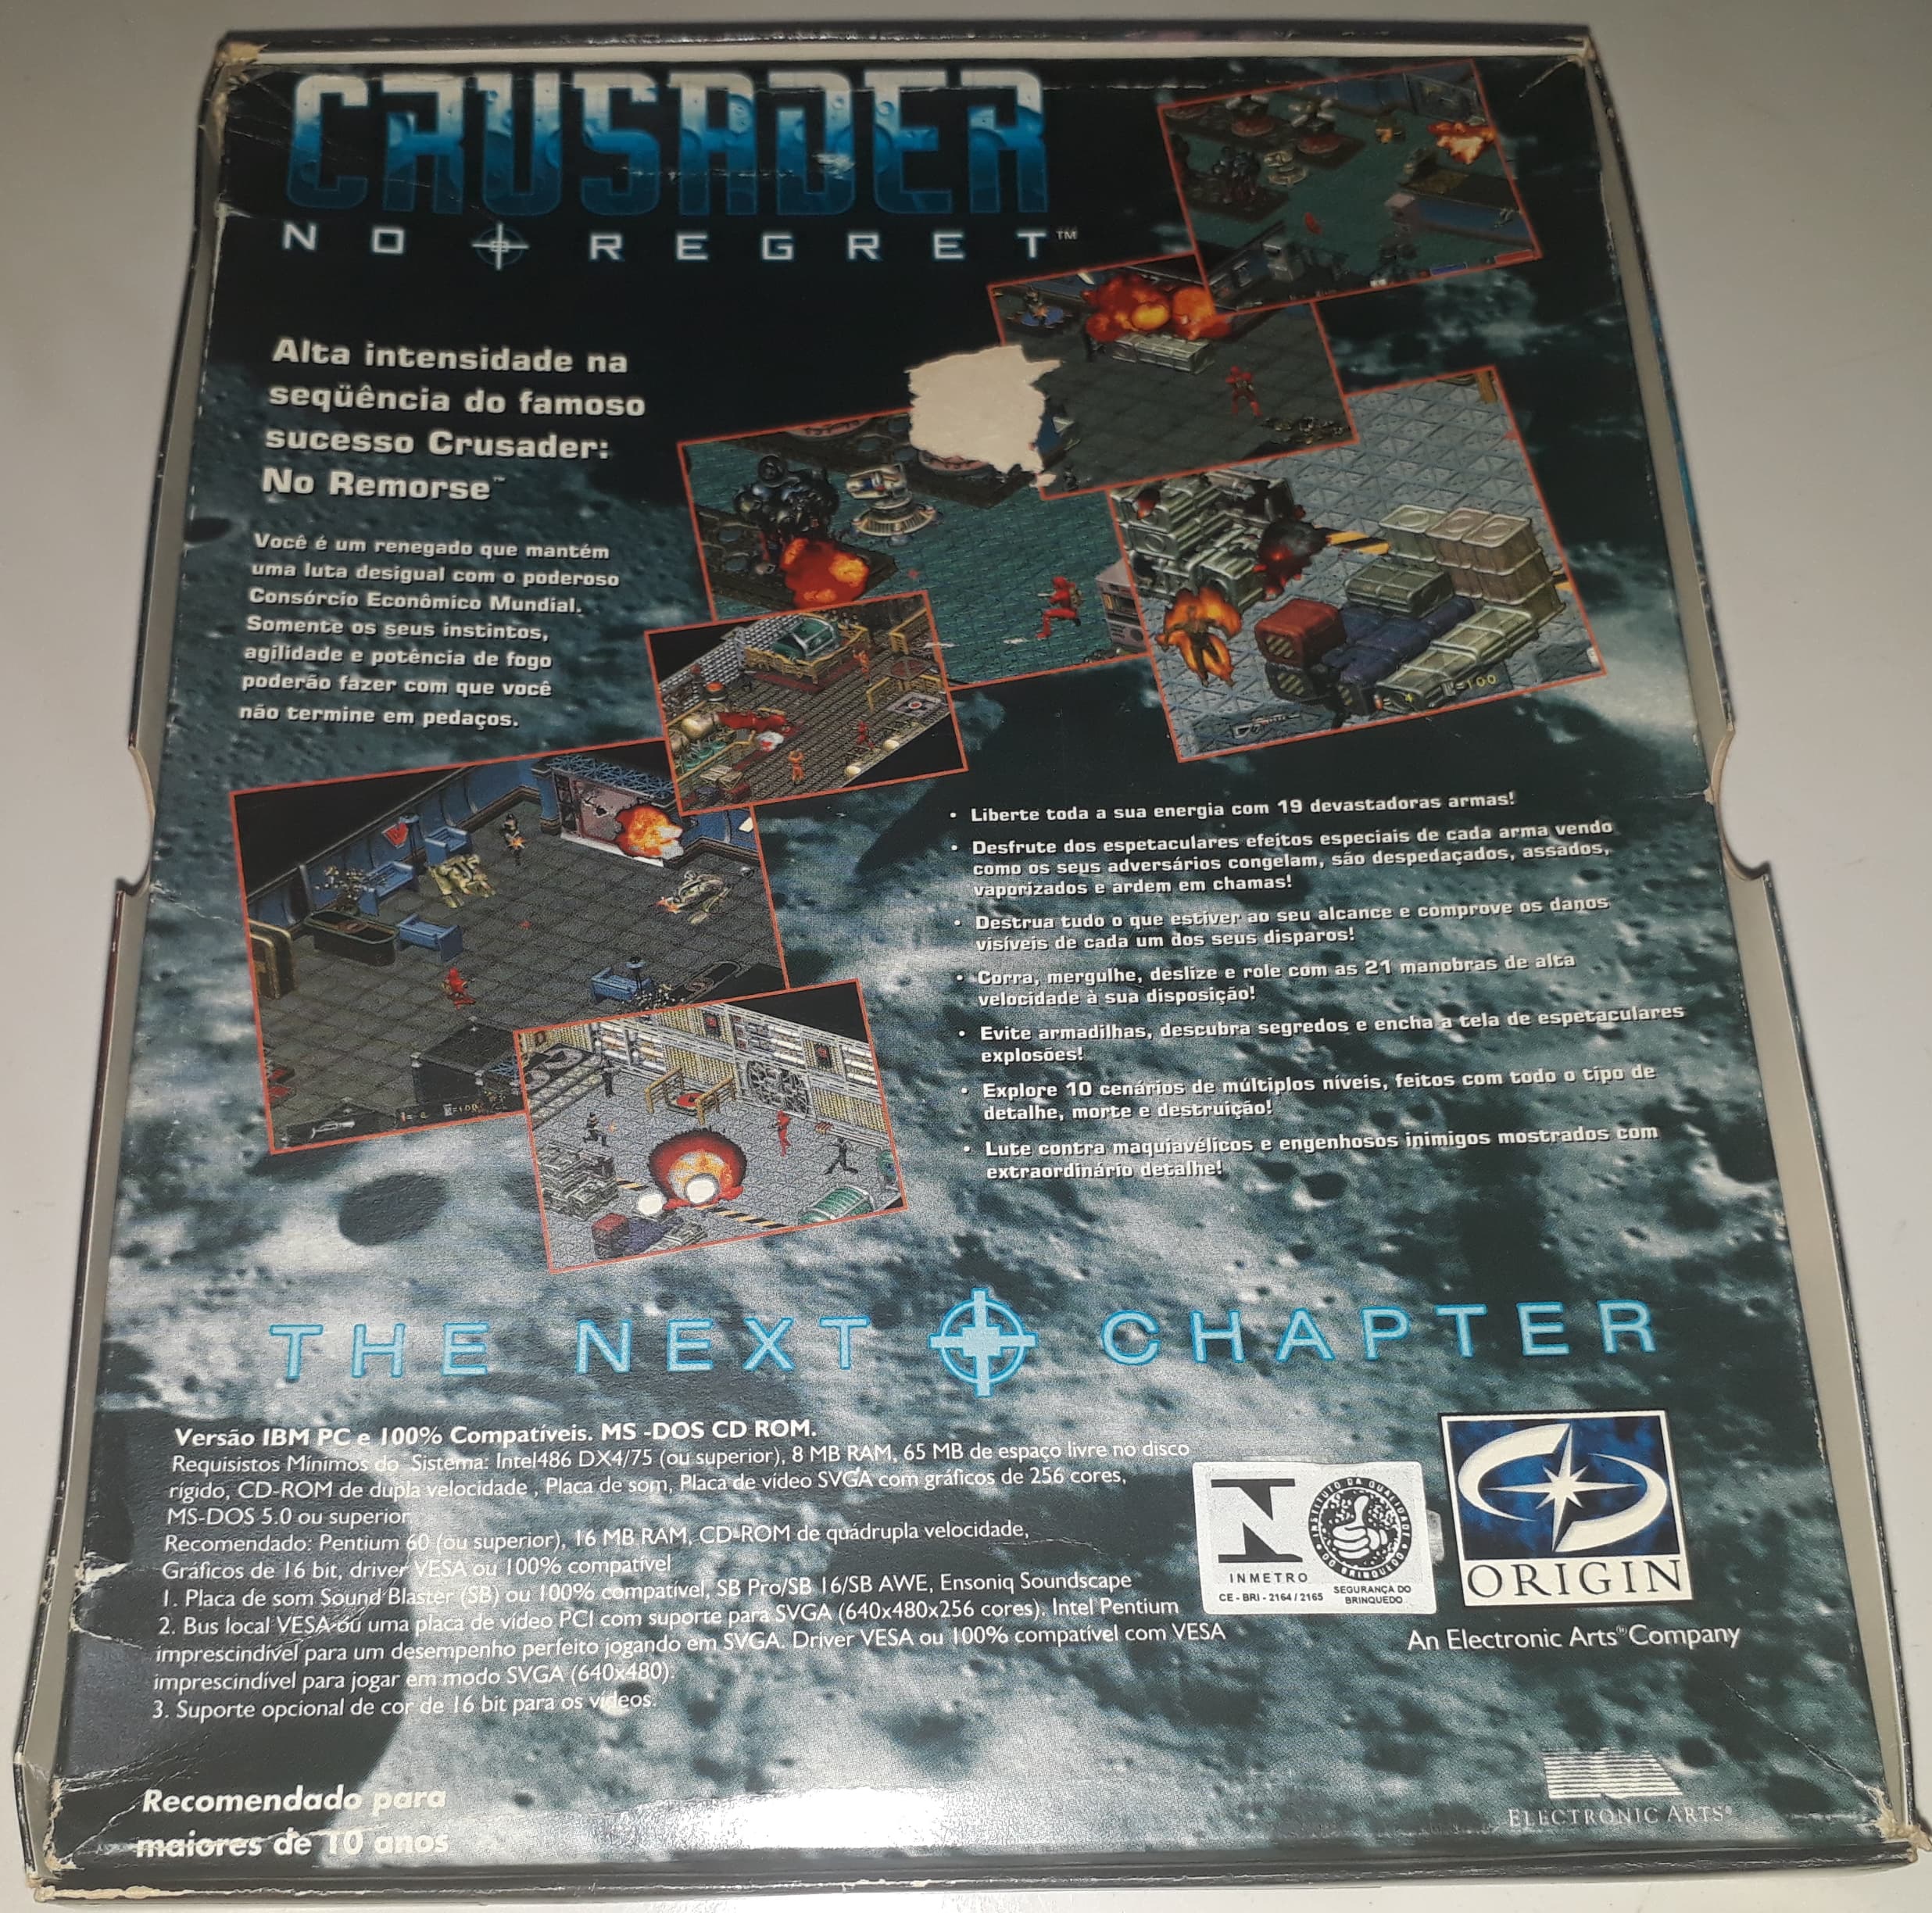 CRUSADER
NO REGRET™
Alta intensidade na
seqüência do famoso
sucesso Crusader:
No Remorse™
Você é um renegado que mantém
uma luta desigual com o poderoso
Consórcio Econômico Mundial.
Somente os seus instintos,
agilidade e potência de fogo
poderão fazer com que você
não termine em pedaços.
• Liberte toda a sua energia com 19 devastadoras armas!
• Desfrute dos espetaculares efeitos especiais de cada arma vendo
como os seus adversários congelam, são despedaçados, assados,
vaporizados e ardem em chamas!
• Destrua tudo o que estiver ao seu alcance e comprove os danos
visíveis de cada um dos seus disparos!
• Corra, mergulhe, deslize e role com as 21 manobras de alta
velocidade à sua disposição!
• Evite armadilhas, descubra segredos e encha a tela de espetaculares
explosões!
• Explore 10 cenários de múltiplos níveis, feitos com todo o tipo de
detalhe, morte e destruição!
• Lute contra maquiavélicos e engenhosos inimigos mostrados com
extraordinário detalhe!
THE NEXT CHAPTER
Versão IBM PC e 100% Compatíveis. MS -DOS CD ROM.
Requisistos Mínimos do Sistema: Intel486 DX4/75 (ou superior), 8 MB RAM, 65 MB de espaço livre no disco
rígido, CD-ROM de dupla velocidade , Placa de som, Placa de vídeo SVGA com gráficos de 256 cores,
MS-DOS 5.0 ou superior
Recomendado: Pentium 60 (ou superior), 16 MB RAM, CD-ROM de quádrupla velocidade,
Gráficos de 16 bit, driver VESA ou 100% compatível
1. Placa de som Sound Blaster (SB) ou 100% compatível, SB Pro/SB 16/SB AWE, Ensoniq Soundscape
2. Bus local VESA ou uma placa de vídeo PCI com suporte para SVGA (640x480x256 cores). Intel Pentium
imprescindível para um desempenho perfeito jogando em SVGA. Driver VESA ou 100% compatível com VESA
imprescindível para jogar em modo SVGA (640x480).
3. Suporte opcional de cor de 16 bit para os vídeos.
INSTITUTO DA QUALIDADE DO BRINQUEDO
INMETRO
CE - BRI - 2164 / 2165
SEGURANÇA DO
BRINQUEDO
ORIGIN
An Electronic Arts™ Company
Recomendado para
maiores de 10 anos
ELECTRONIC ARTS®